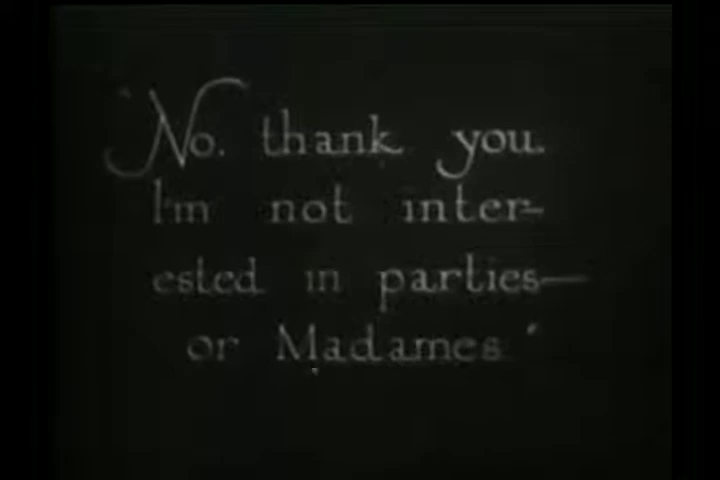 "No. thank you.
I'm not inter-
ested in parties—
or Madames"